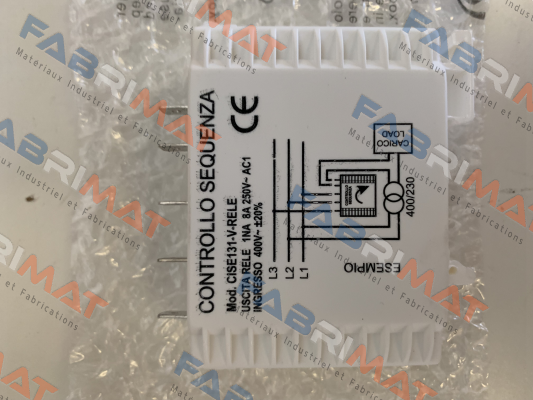 CONTROLLO SEQUENZA
CE
Mod. CISE131-V-RELE
USCITA RELE 1NA 8A 250V~ AC1
INGRESSO 400V~ ±20%
L3
L2
L1
CARICO
LOAD
400/230
ESEMPIO
FABRIMAT
Materiaux Industriel et Fabrications